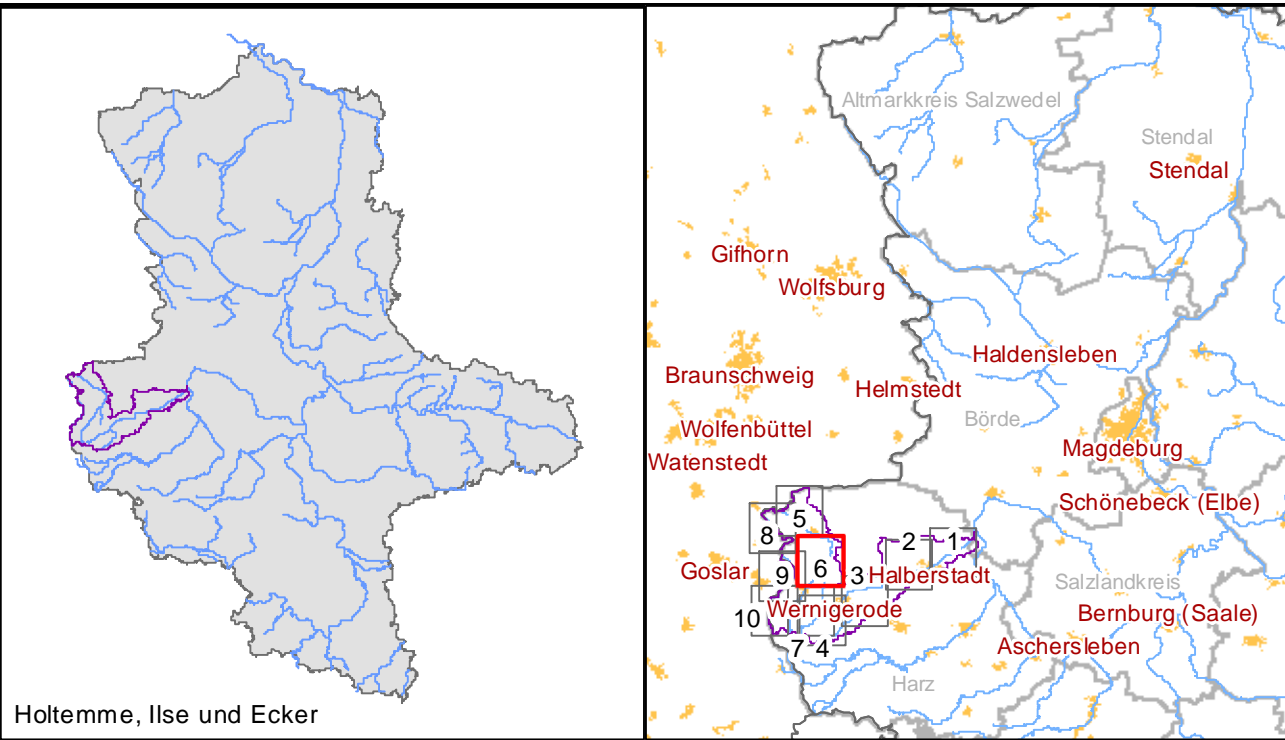 Holtemme, Ilse und Ecker
Altmarkkreis Salzwedel
Stendal
Stendal
Gifhorn
Wolfsburg
Haldensleben
Braunschweig
Helmstedt
Börde
Wolfenbüttel
Magdeburg
Watenstedt
Schönebeck (Elbe)
5
8
2
1
Goslar
9
6
3
Halberstadt
Salzlandkreis
10
Wernigerode
Bernburg (Saale)
7
4
Aschersleben
Harz